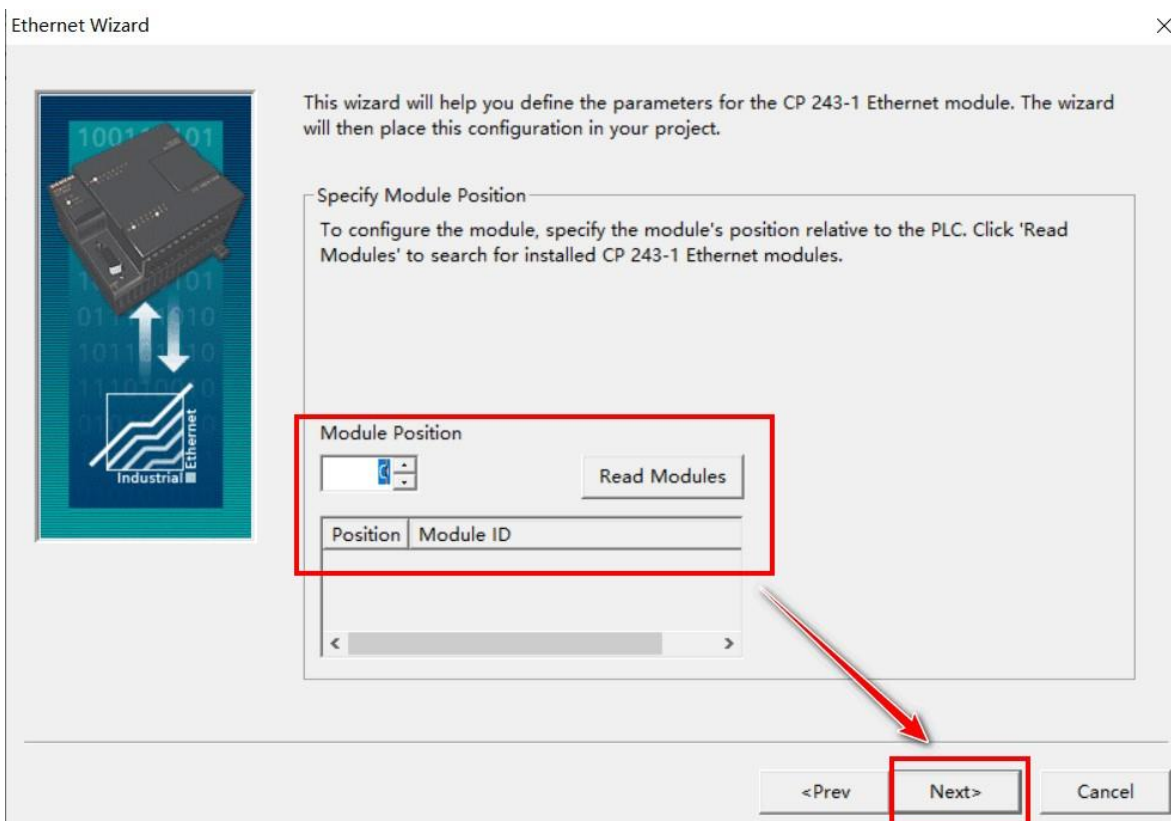 Ethernet Wizard
This wizard will help you define the parameters for the CP 243-1 Ethernet module. The wizard
will then place this configuration in your project.
Specify Module Position
To configure the module, specify the module's position relative to the PLC. Click 'Read
Modules' to search for installed CP 243-1 Ethernet modules.
Module Position
0
Read Modules
Position Module ID
Industrial
Ethernet
<Prev
Next>
Cancel